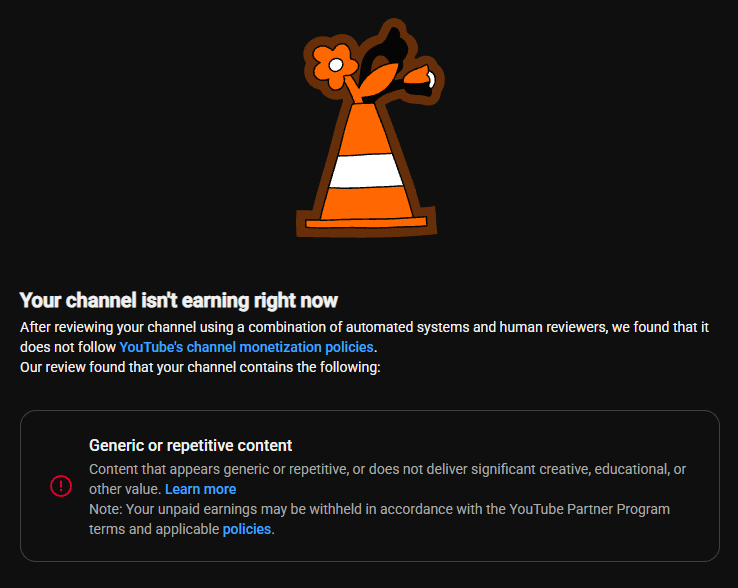 Your channel isn't earning right now
After reviewing your channel using a combination of automated systems and human reviewers, we found that it
does not follow YouTube's channel monetization policies.
Our review found that your channel contains the following:
Generic or repetitive content
Content that appears generic or repetitive, or does not deliver significant creative, educational, or
other value. Learn more
Note: Your unpaid earnings may be withheld in accordance with the YouTube Partner Program
terms and applicable policies.